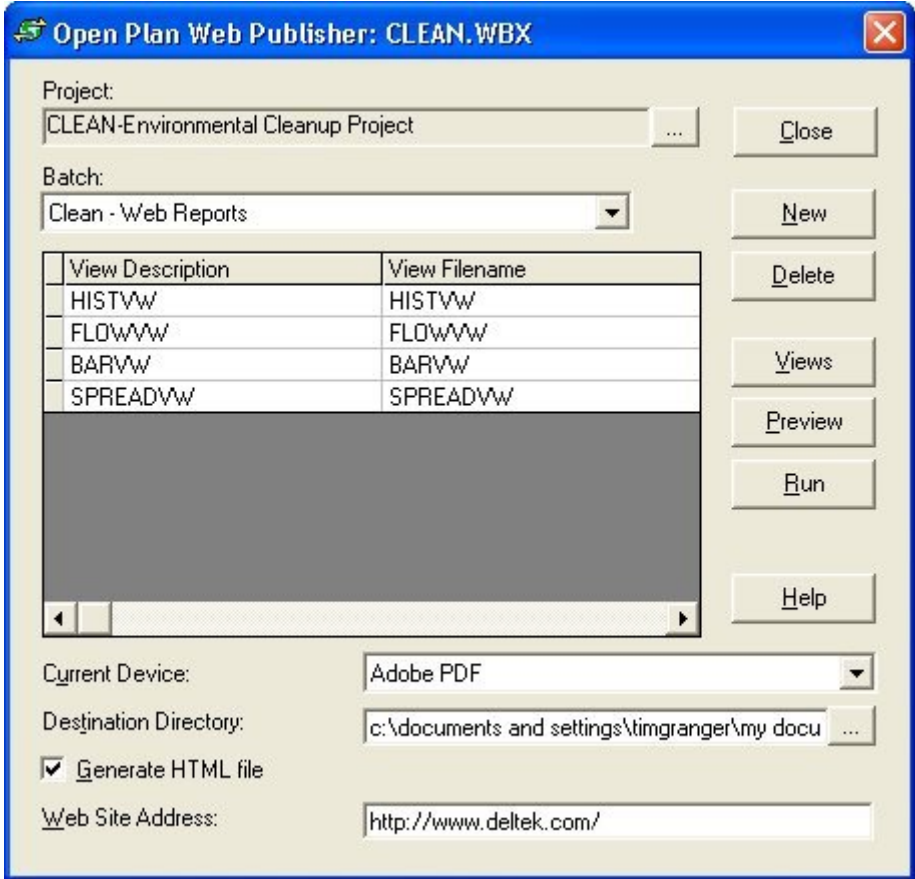 Open Plan Web Publisher: CLEAN.WBX
Project:
CLEAN-Environmental Cleanup Project
...
Close
Batch:
Clean - Web Reports
New
View Description View Filename
Delete
HISTVW HISTVW
FLOWVW FLOWVW
BARVW BARVW
Views
SPREADVW SPREADVW
Preview
Run
Help
Current Device: Adobe PDF
Destination Directory: c:\documents and settings\timgranger\my docu ...
Generate HTML file
Web Site Address: http://www.deltek.com/